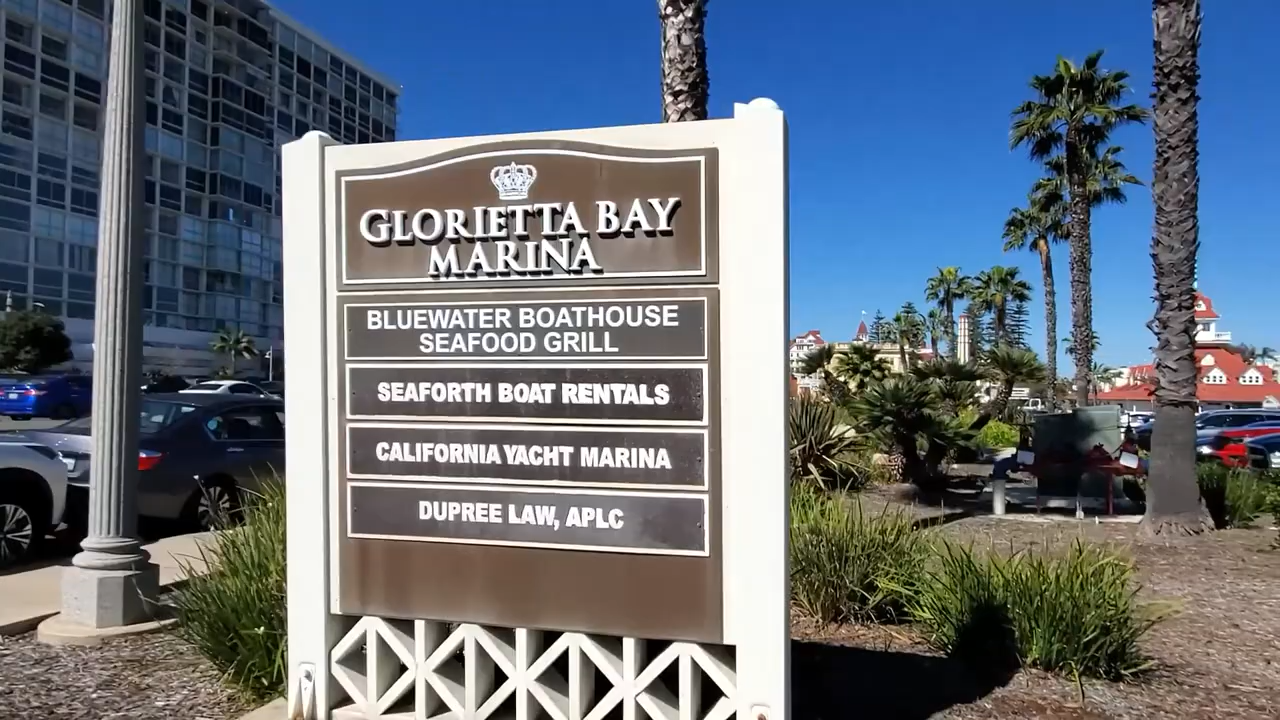 GLORIETTA BAY
MARINA
BLUEWATER BOATHOUSE
SEAFOOD GRILL
SEAFORTH BOAT RENTALS
CALIFORNIA YACHT MARINA
DUPREE LAW, APLC